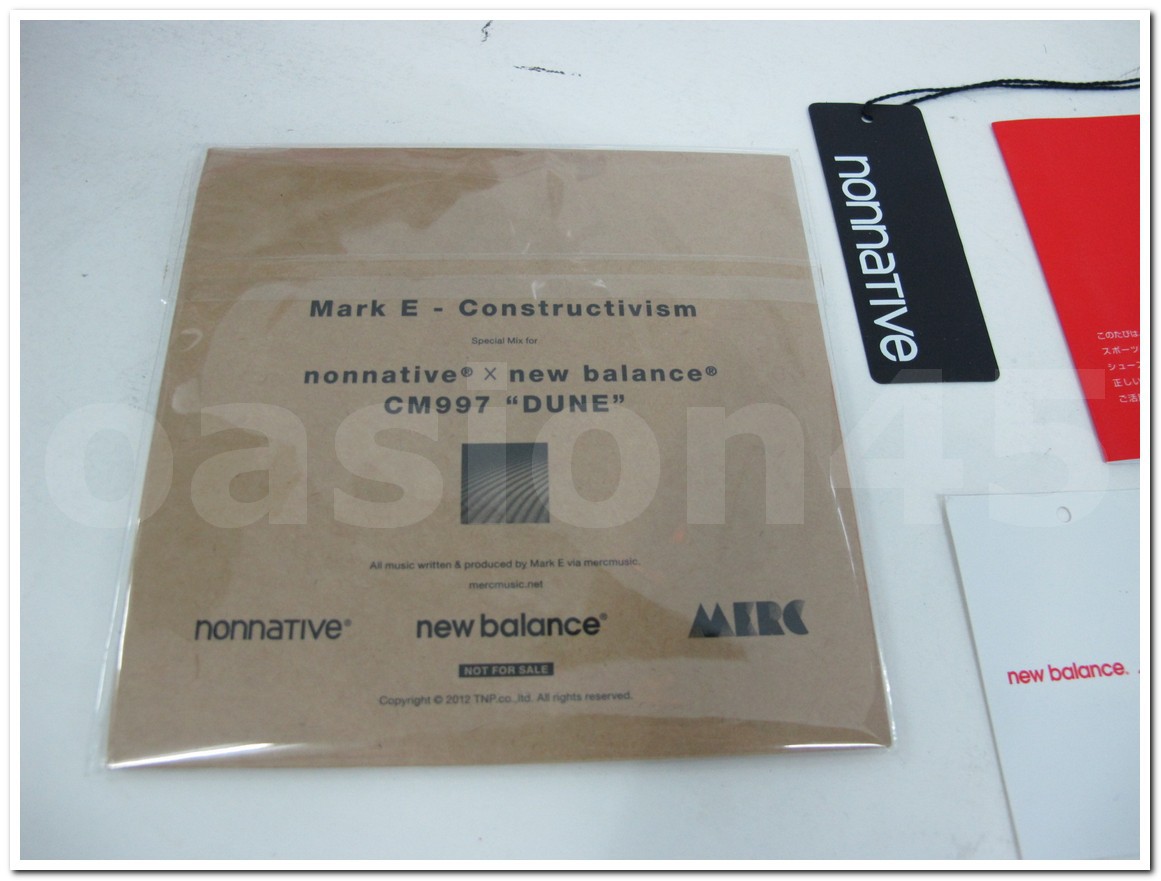 Mark E - Constructivism
Special Mix for
nonnative® × new balance®
CM997 “DUNE”
All music written & produced by Mark E via mercmusic.
mercmusic.net
nonnative®
new balance®
MERC
NOT FOR SALE
Copyright © 2012 TNP.co.,ltd. All rights reserved.
nonnative
このたびは
スポーツ
シューズ
正しい
ご活
new balance.
oasion45